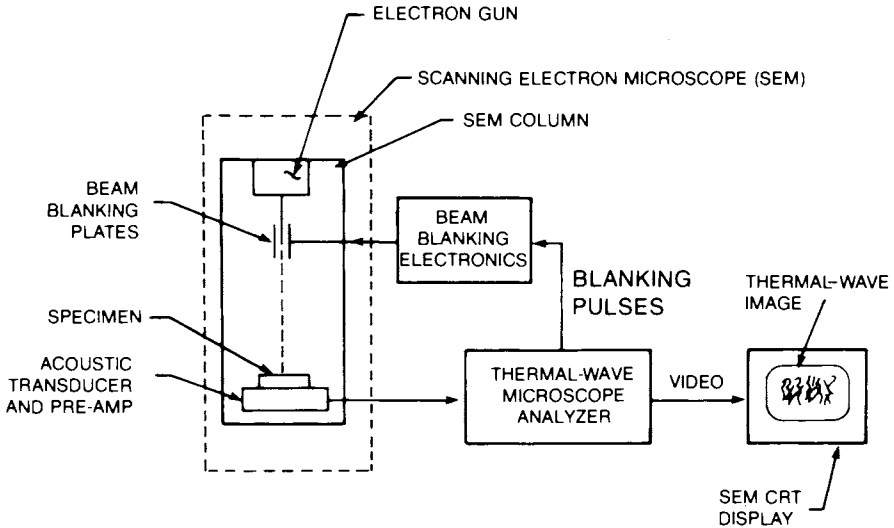 ELECTRON GUN
SCANNING ELECTRON MICROSCOPE (SEM)
SEM COLUMN
BEAM
BLANKING
PLATES
BEAM
BLANKING
ELECTRONICS
BLANKING
PULSES
THERMAL-WAVE
IMAGE
SPECIMEN
ACOUSTIC
TRANSDUCER
AND PRE-AMP
THERMAL-WAVE
MICROSCOPE
ANALYZER
VIDEO
SEM CRT
DISPLAY